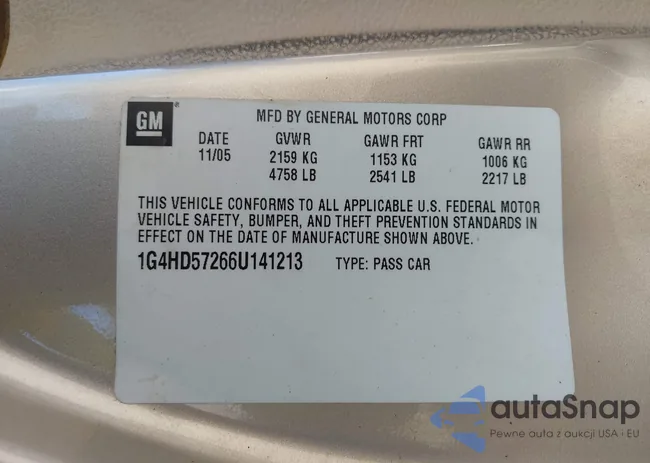 GM
MFD BY GENERAL MOTORS CORP
DATE GVWR GAWR FRT GAWR RR
11/05 2159 KG 1153 KG 1006 KG
4758 LB 2541 LB 2217 LB
THIS VEHICLE CONFORMS TO ALL APPLICABLE U.S. FEDERAL MOTOR
VEHICLE SAFETY, BUMPER, AND THEFT PREVENTION STANDARDS IN
EFFECT ON THE DATE OF MANUFACTURE SHOWN ABOVE.
1G4HD57266U141213 TYPE: PASS CAR
autaSnap
Pewne auta z aukcji USA i EU